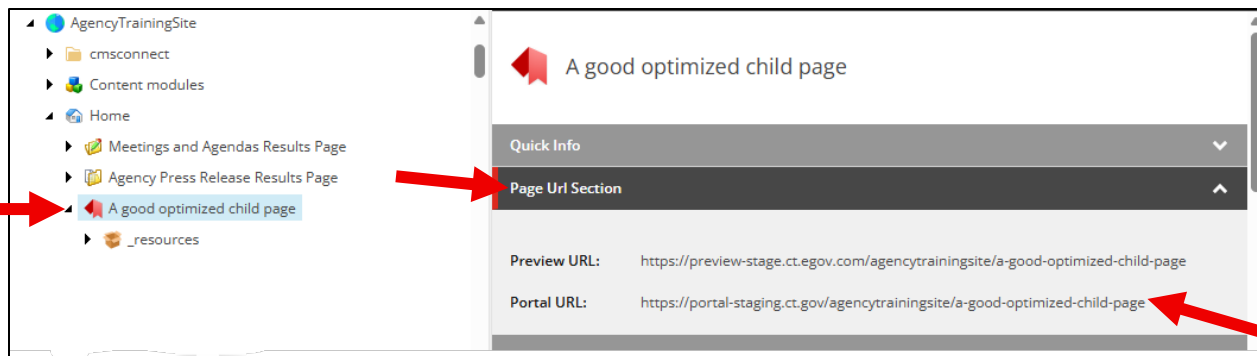 AgencyTrainingSite
cmsconnect
Content modules
Home
Meetings and Agendas Results Page
Agency Press Release Results Page
A good optimized child page
_resources
A good optimized child page
Quick Info
Page Url Section
Preview URL: https://preview-stage.ct.egov.com/agencytrainingsite/a-good-optimized-child-page
Portal URL: https://portal-staging.ct.gov/agencytrainingsite/a-good-optimized-child-page